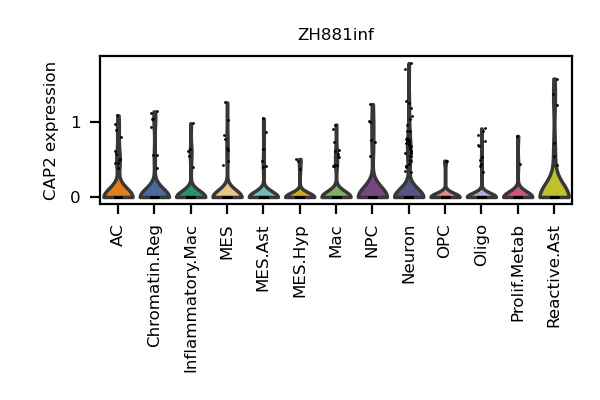 ZH881inf
CAP2 expression
1
0
AC
Chromatin.Reg
Inflammatory.Mac
MES
MES.Ast
MES.Hyp
Mac
NPC
Neuron
OPC
Oligo
Prolif.Metab
Reactive.Ast